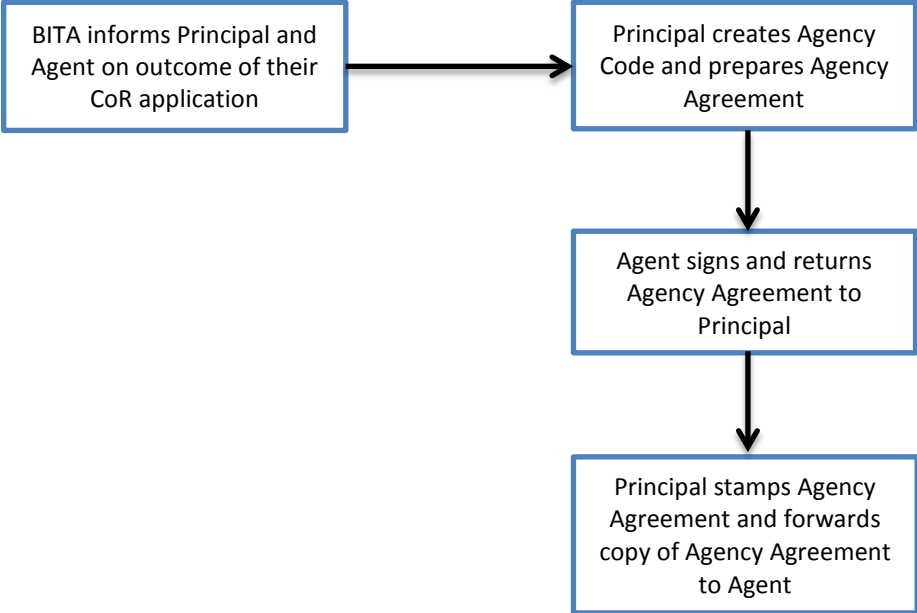 BITA informs Principal and
Agent on outcome of their
CoR application
Principal creates Agency
Code and prepares Agency
Agreement
Agent signs and returns
Agency Agreement to
Principal
Principal stamps Agency
Agreement and forwards
copy of Agency Agreement
to Agent